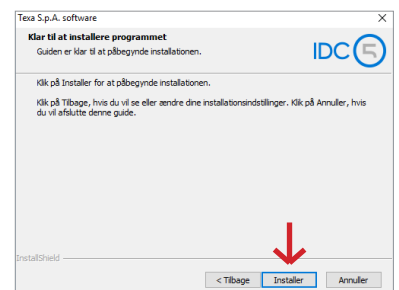 Texa S.p.A. software
Klar til at installere programmet
Guiden er klar til at påbegynde installationen.
IDC5
Klik på Installer for at påbegynde installationen.
Klik på Tilbage, hvis du vil se eller ændre dine installationsindstillinger. Klik på Annuller, hvis
du vil afslutte denne guide.
InstallShield
< Tilbage
Installer
Annuller